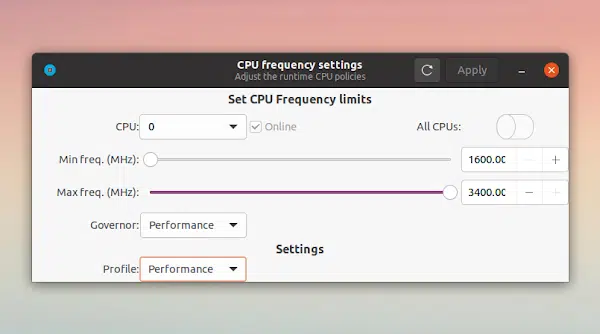 CPU frequency settings
Adjust the runtime CPU policies
Apply
Set CPU Frequency limits
CPU: 0 Online All CPUs:
Min freq. (MHz): 1600.00 − +
Max freq. (MHz): 3400.00 − +
Governor: Performance
Settings
Profile: Performance